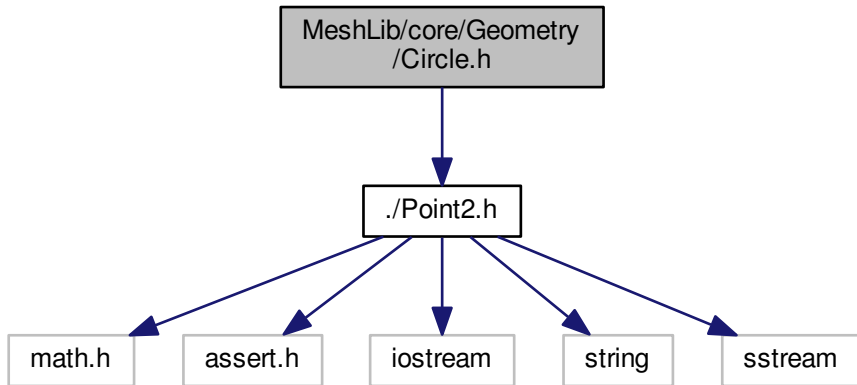 MeshLib/core/Geometry
/Circle.h
./Point2.h
math.h
assert.h
iostream
string
sstream